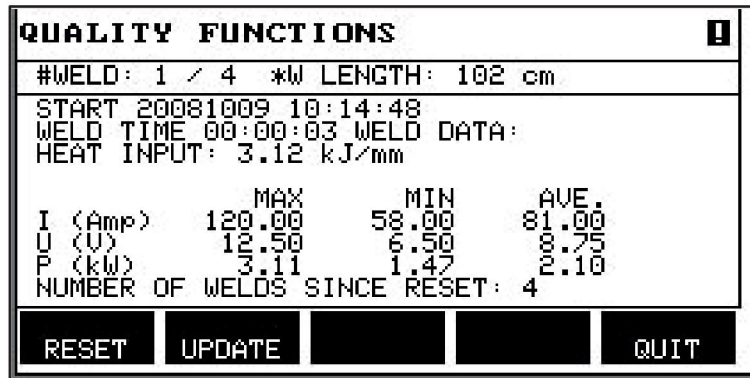 QUALITY FUNCTIONS
#WELD: 1 / 4 *W LENGTH: 102 cm
START 20081009 10:14:48
WELD TIME 00:00:03 WELD DATA:
HEAT INPUT: 3.12 kJ/mm
MAX MIN AVE.
I (Amp) 120.00 58.00 81.00
U (V) 12.50 6.50 8.75
P (kW) 3.11 1.47 2.10
NUMBER OF WELDS SINCE RESET: 4
RESET UPDATE QUIT